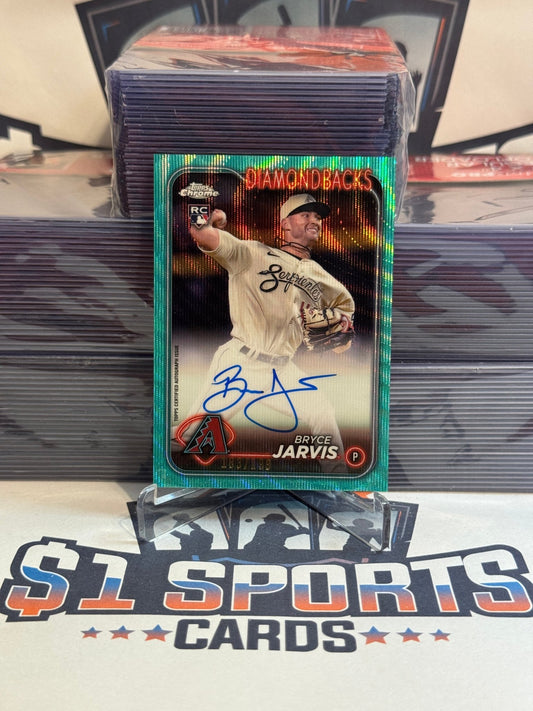 DIAMONDBACKS
Topps
Chrome
RC
Serpientes
TOPPS CERTIFIED AUTOGRAPH ISSUE
A
BRYCE
JARVIS
P
$1 SPORTS
CARDS